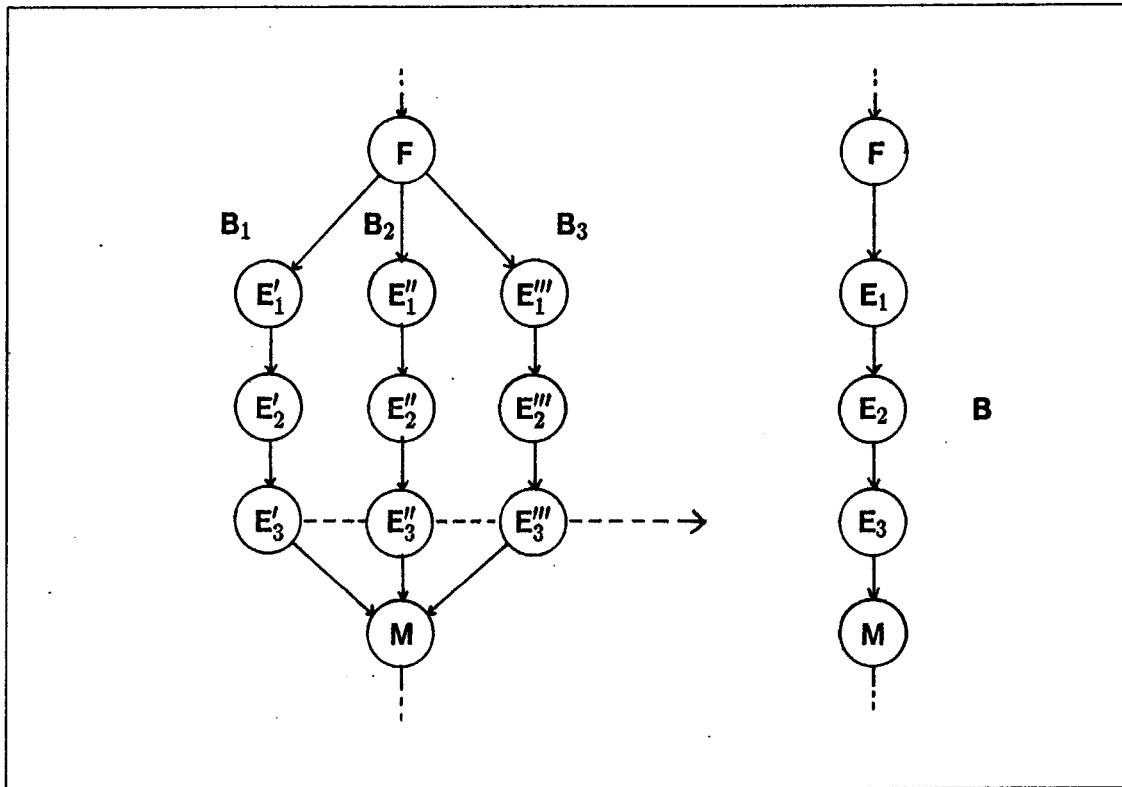 F F
B₁ B₂ B₃
E′₁ E″₁ E‴₁ E₁
E′₂ E″₂ E‴₂ E₂ B
E′₃ E″₃ E‴₃ E₃
M M